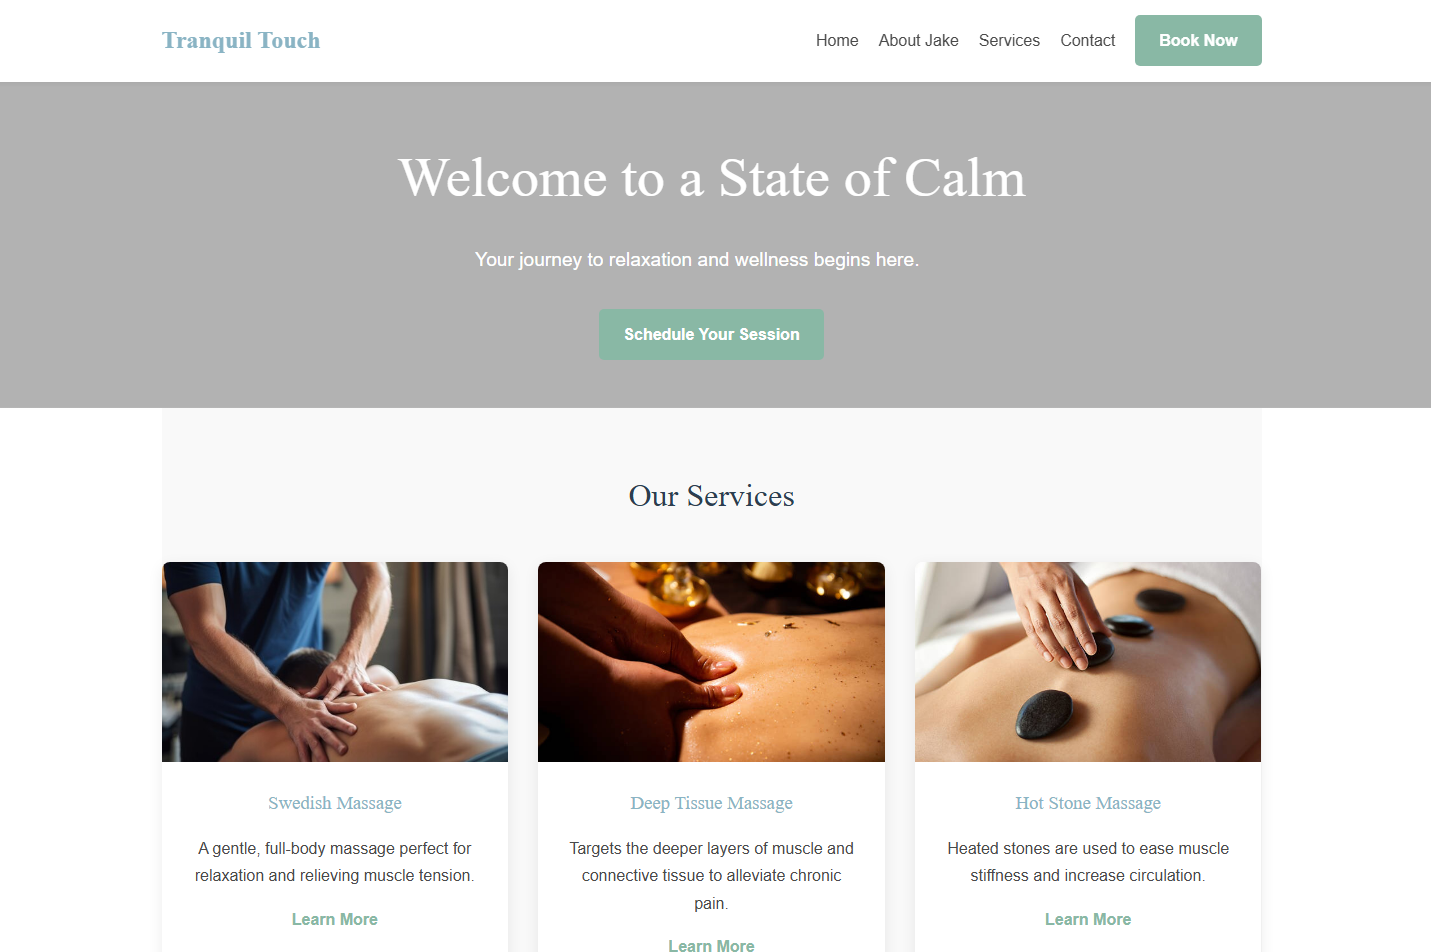 Tranquil Touch
Home About Jake Services Contact Book Now
Welcome to a State of Calm
Your journey to relaxation and wellness begins here.
Schedule Your Session
Our Services
Swedish Massage
A gentle, full-body massage perfect for
relaxation and relieving muscle tension.
Learn More
Deep Tissue Massage
Targets the deeper layers of muscle and
connective tissue to alleviate chronic
pain.
Learn More
Hot Stone Massage
Heated stones are used to ease muscle
stiffness and increase circulation.
Learn More